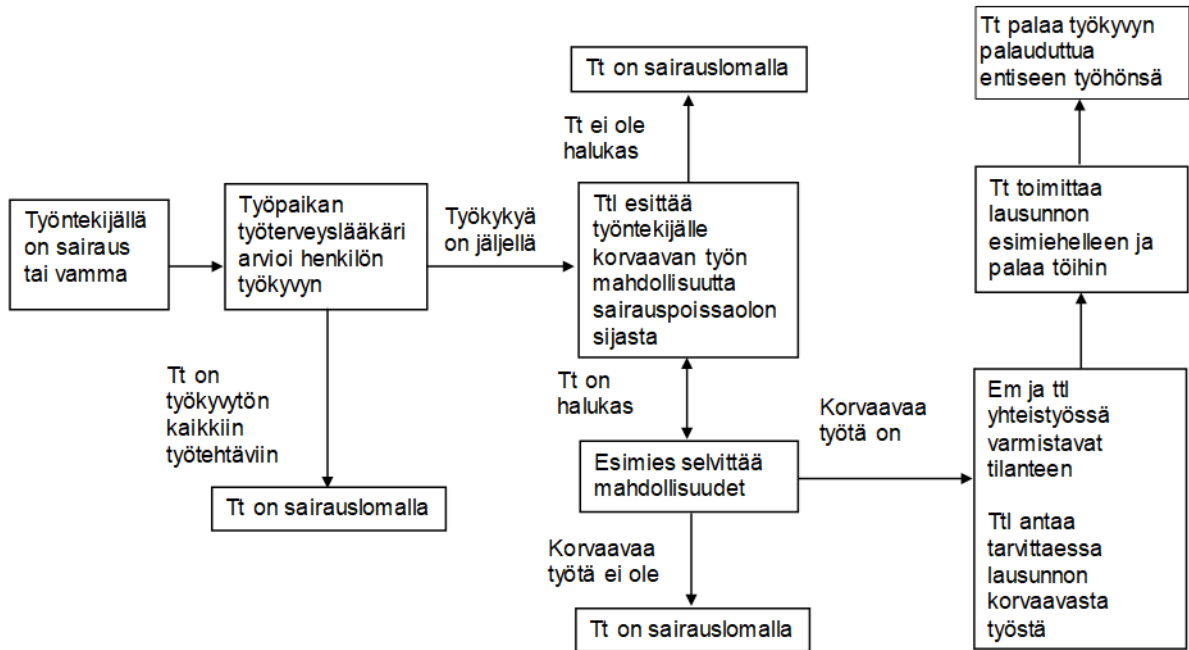 Työntekijällä
on sairaus
tai vamma
Työpaikan
työterveyslääkäri
arvioi henkilön
työkyvyn
Tt on
työkyvytön
kaikkiin
työtehtäviin
Tt on sairauslomalla
Työkykyä
on jäljellä
Tt on sairauslomalla
Tt ei ole
halukas
Ttl esittää
työntekijälle
korvaavan työn
mahdollisuutta
sairauspoissaolon
sijasta
Tt on
halukas
Esimies selvittää
mahdollisuudet
Korvaavaa
työtä ei ole
Tt on sairauslomalla
Korvaavaa
työtä on
Em ja ttl
yhteistyössä
varmistavat
tilanteen
Ttl antaa
tarvittaessa
lausunnon
korvaavasta
työstä
Tt toimittaa
lausunnon
esimiehelleen ja
palaa töihin
Tt palaa työkyvyn
palauduttua
entiseen työhönsä